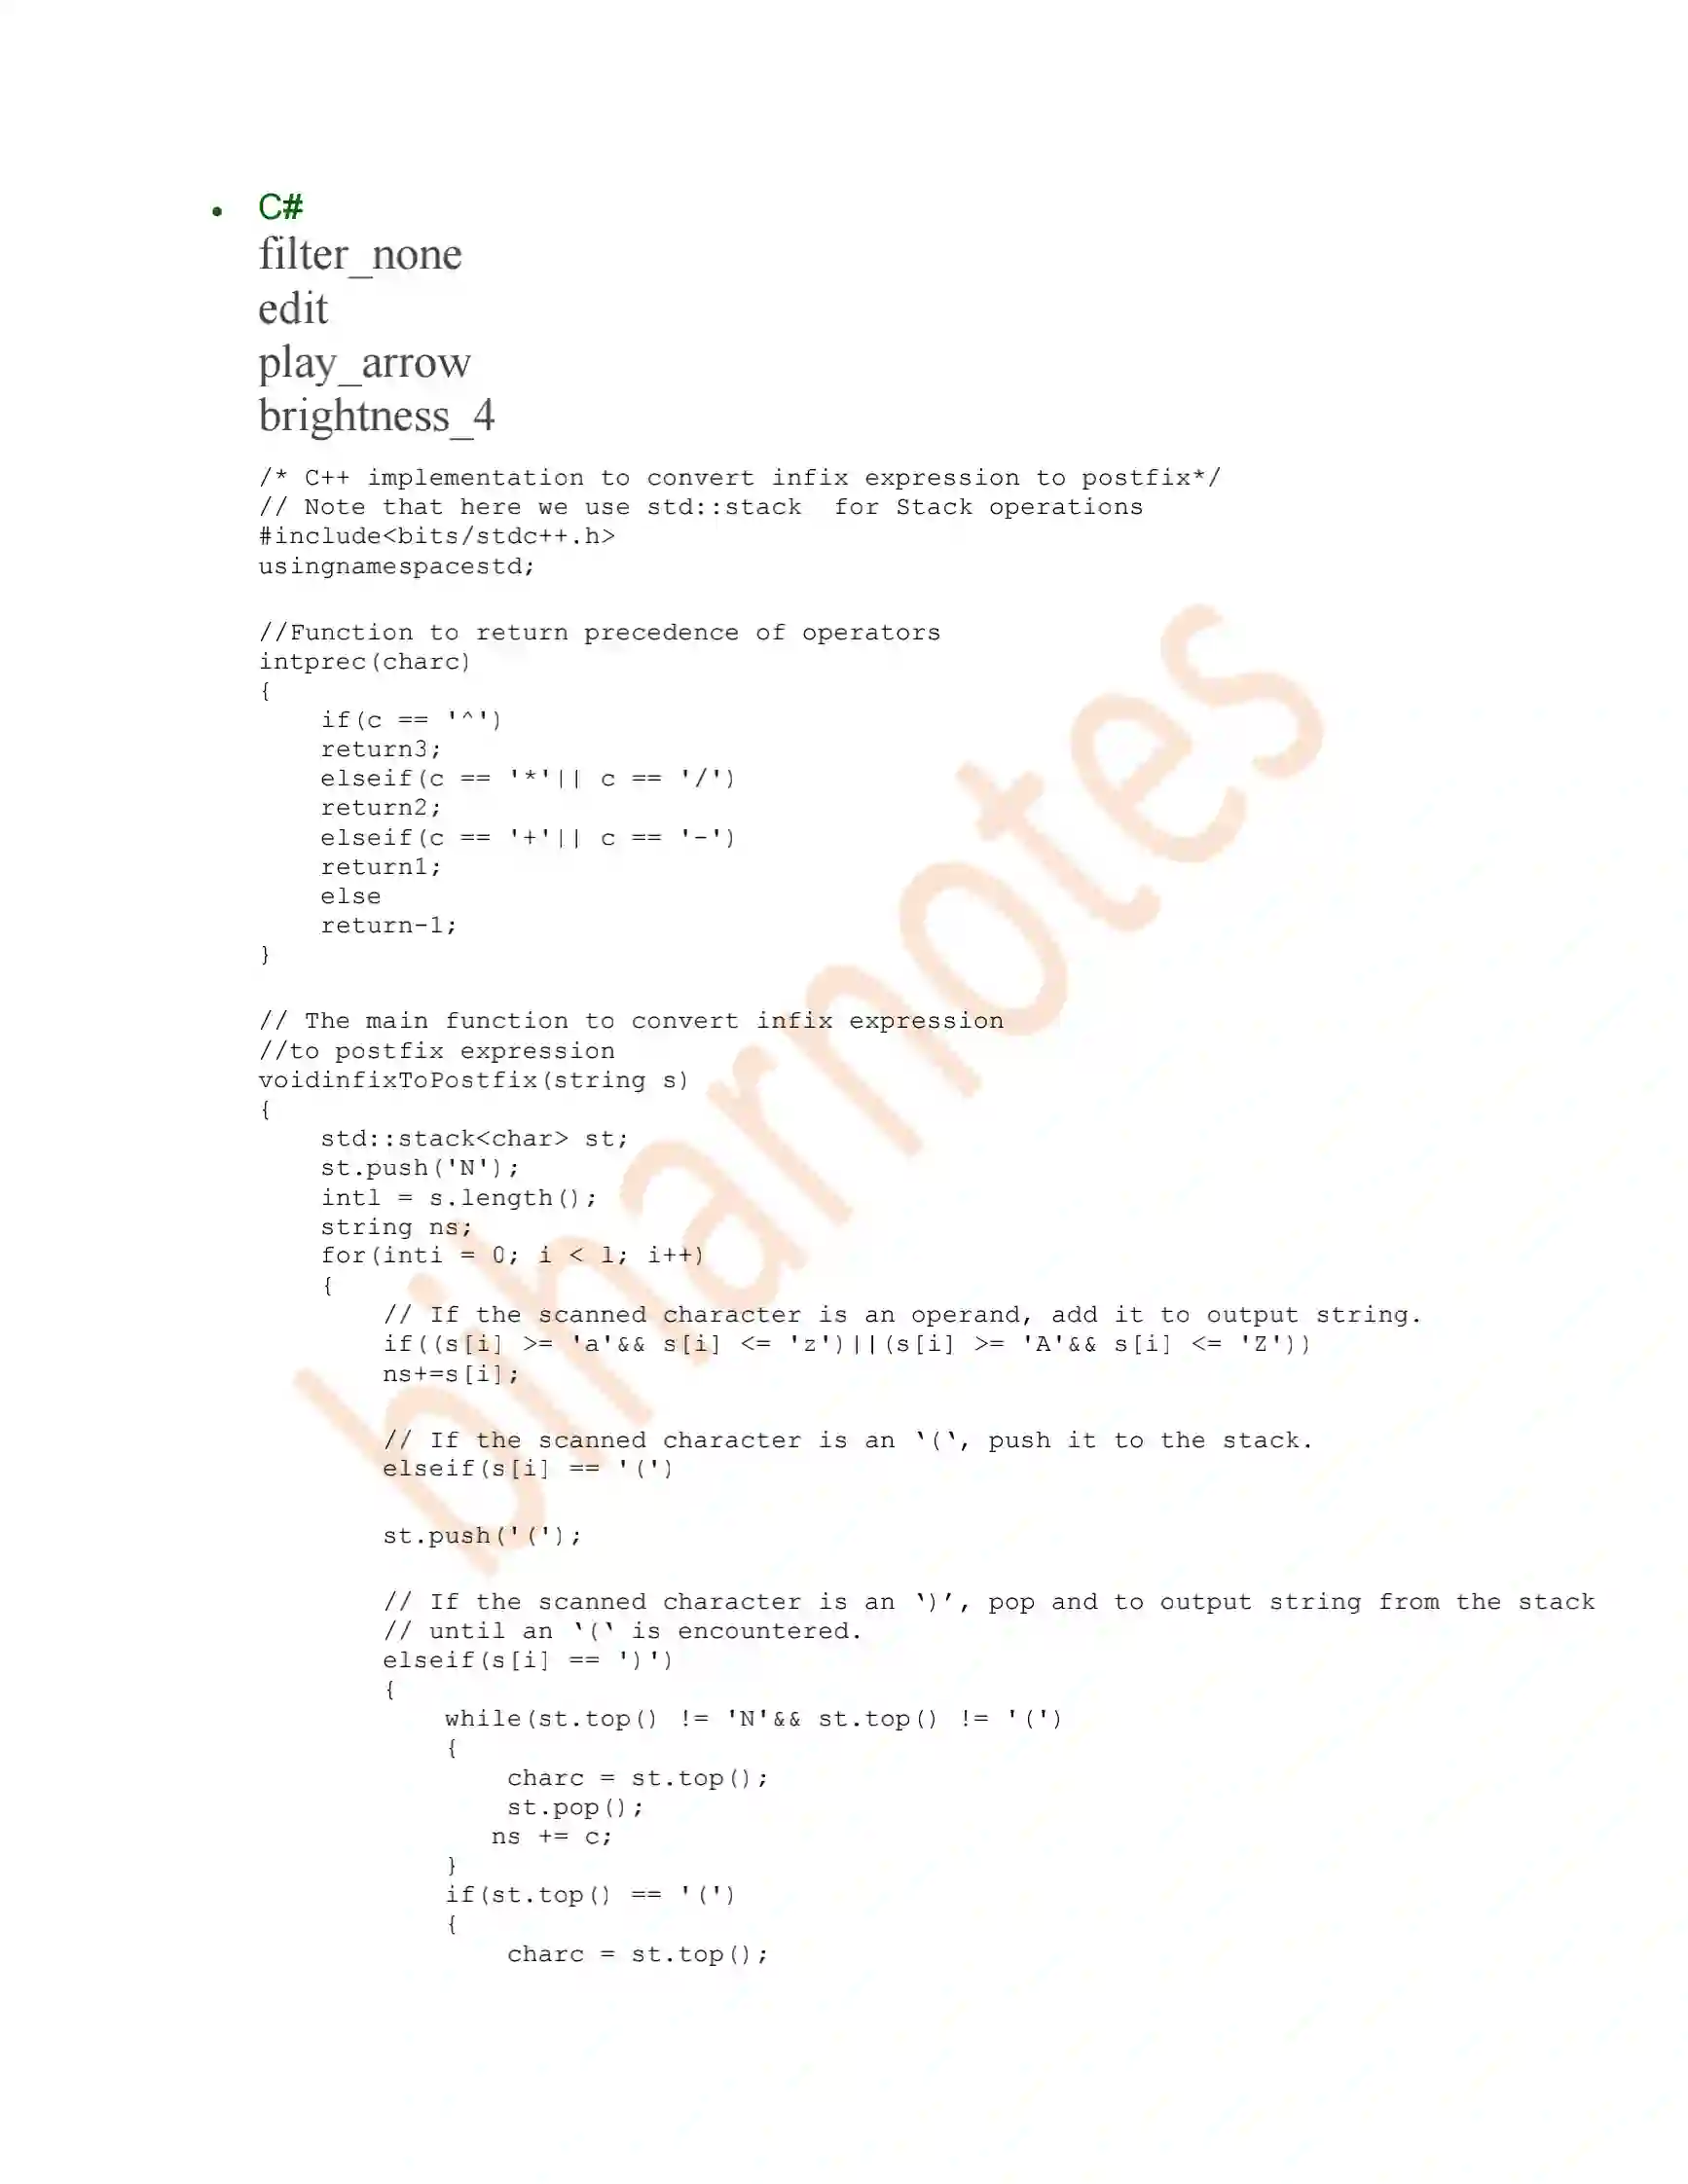 • C#
filter_none
edit
play_arrow
brightness_4
/* C++ implementation to convert infix expression to postfix*/
// Note that here we use std::stack  for Stack operations
#include<bits/stdc++.h>
usingnamespacestd;
//Function to return precedence of operators
intprec(charc)
{
    if(c == '^')
    return3;
    elseif(c == '*'|| c == '/')
    return2;
    elseif(c == '+'|| c == '-')
    return1;
    else
    return-1;
}
// The main function to convert infix expression
//to postfix expression
voidinfixToPostfix(string s)
{
    std::stack<char> st;
    st.push('N');
    intl = s.length();
    string ns;
    for(inti = 0; i < l; i++)
    {
        // If the scanned character is an operand, add it to output string.
        if((s[i] >= 'a'&& s[i] <= 'z')||(s[i] >= 'A'&& s[i] <= 'Z'))
        ns+=s[i];
        // If the scanned character is an ‘(‘, push it to the stack.
        elseif(s[i] == '(')
        st.push('(');
        // If the scanned character is an ‘)’, pop and to output string from the stack
        // until an ‘(‘ is encountered.
        elseif(s[i] == ')')
        {
            while(st.top() != 'N'&& st.top() != '(')
            {
                charc = st.top();
                st.pop();
               ns += c;
            }
            if(st.top() == '(')
            {
                charc = st.top();
biharnotes